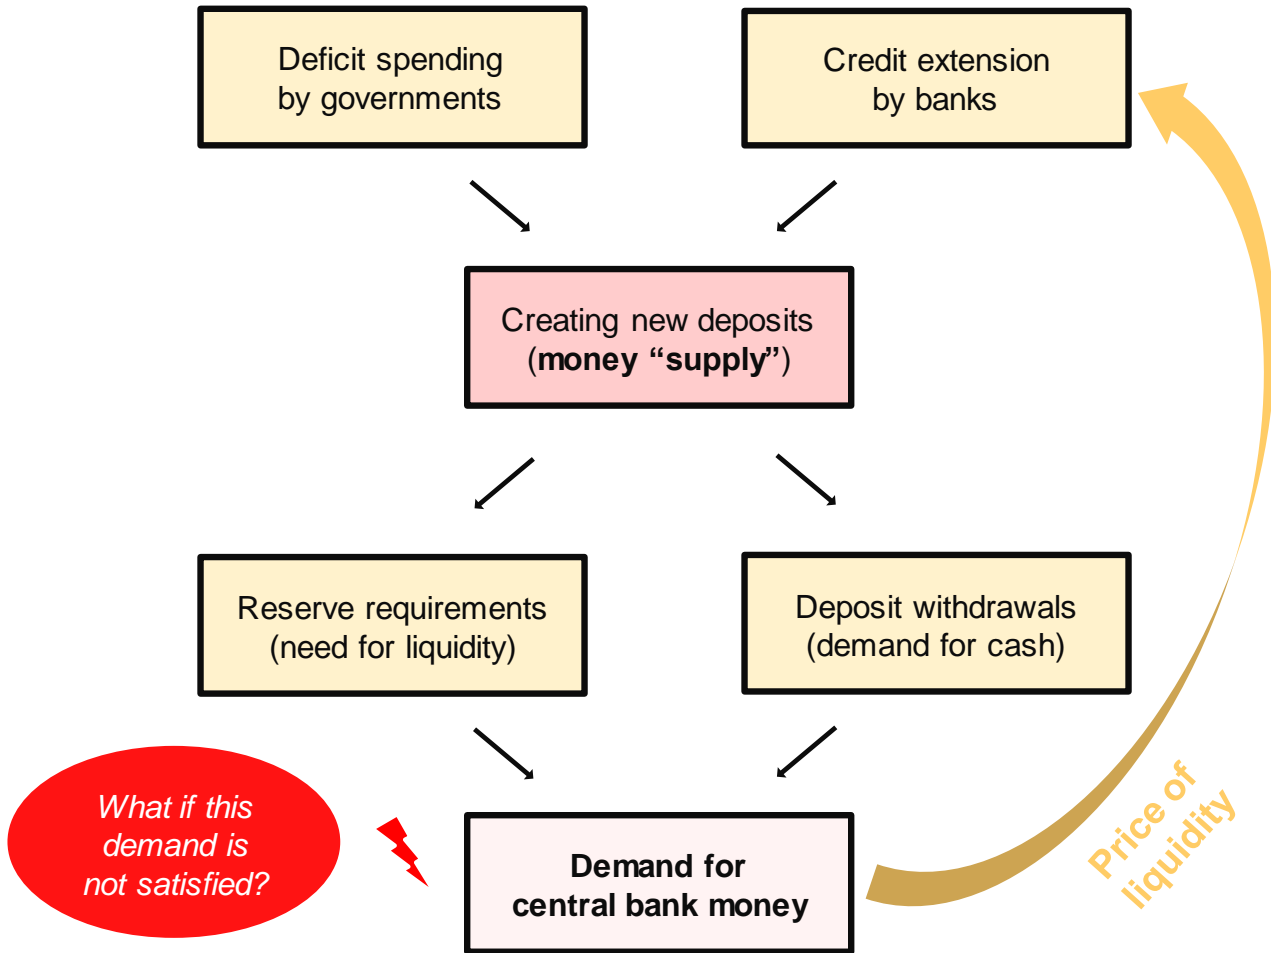 Deficit spending
by governments
Credit extension
by banks
Creating new deposits
(money “supply”)
Reserve requirements
(need for liquidity)
Deposit withdrawals
(demand for cash)
What if this
demand is
not satisfied?
Demand for
central bank money
Price of
liquidity